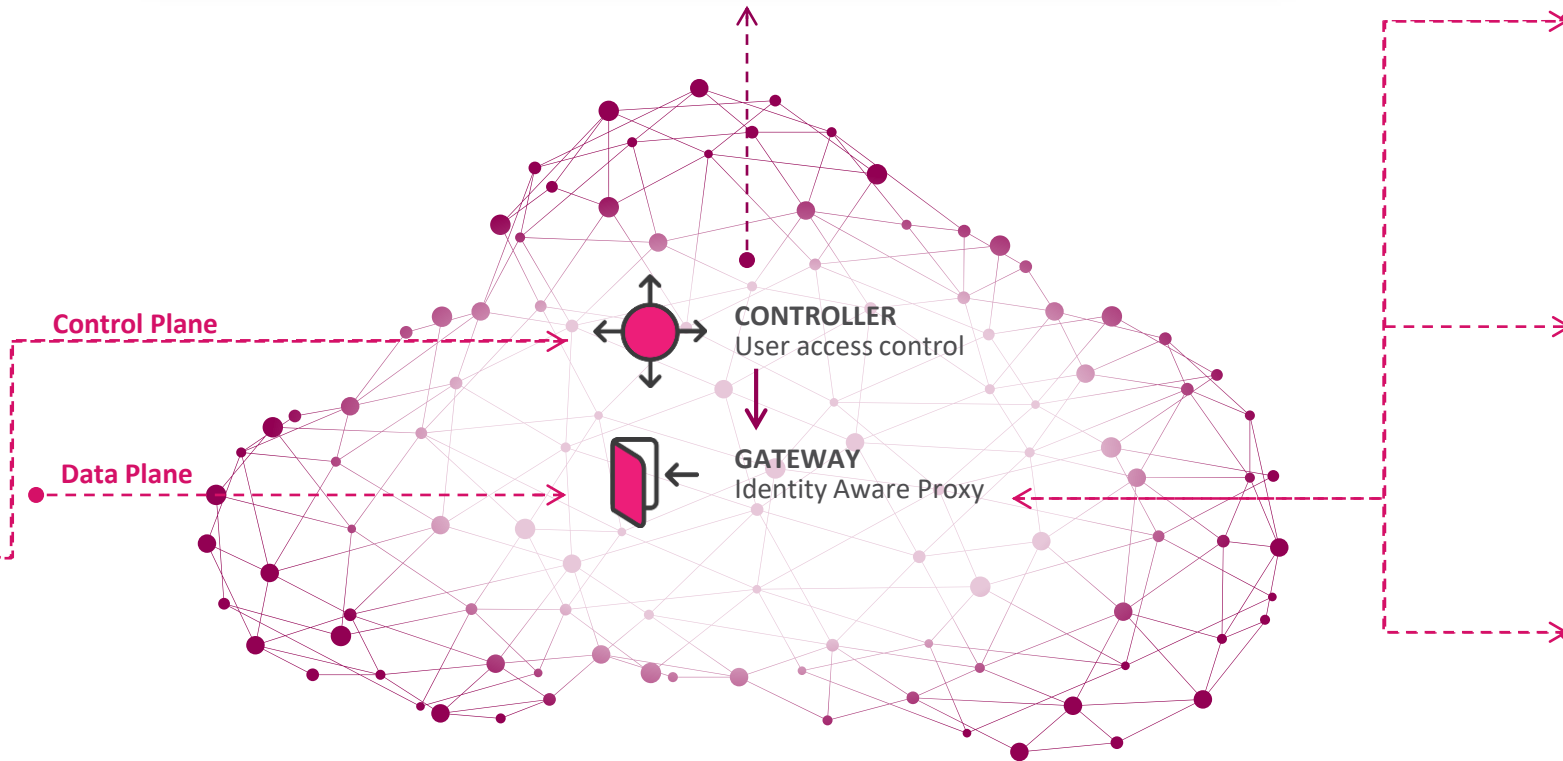 Control Plane
CONTROLLER
User access control
Data Plane
GATEWAY
Identity Aware Proxy